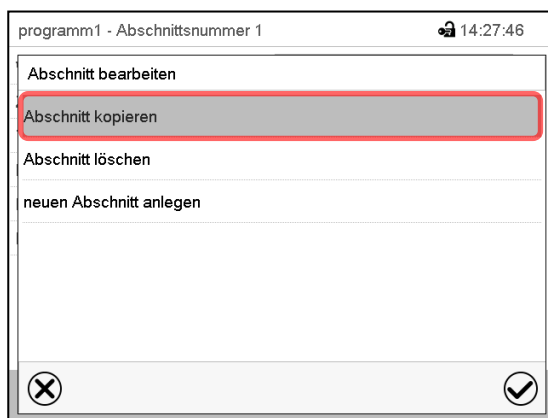 programm1 - Abschnittsnummer 1 14:27:46
Abschnitt bearbeiten
Abschnitt kopieren
Abschnitt löschen
neuen Abschnitt anlegen